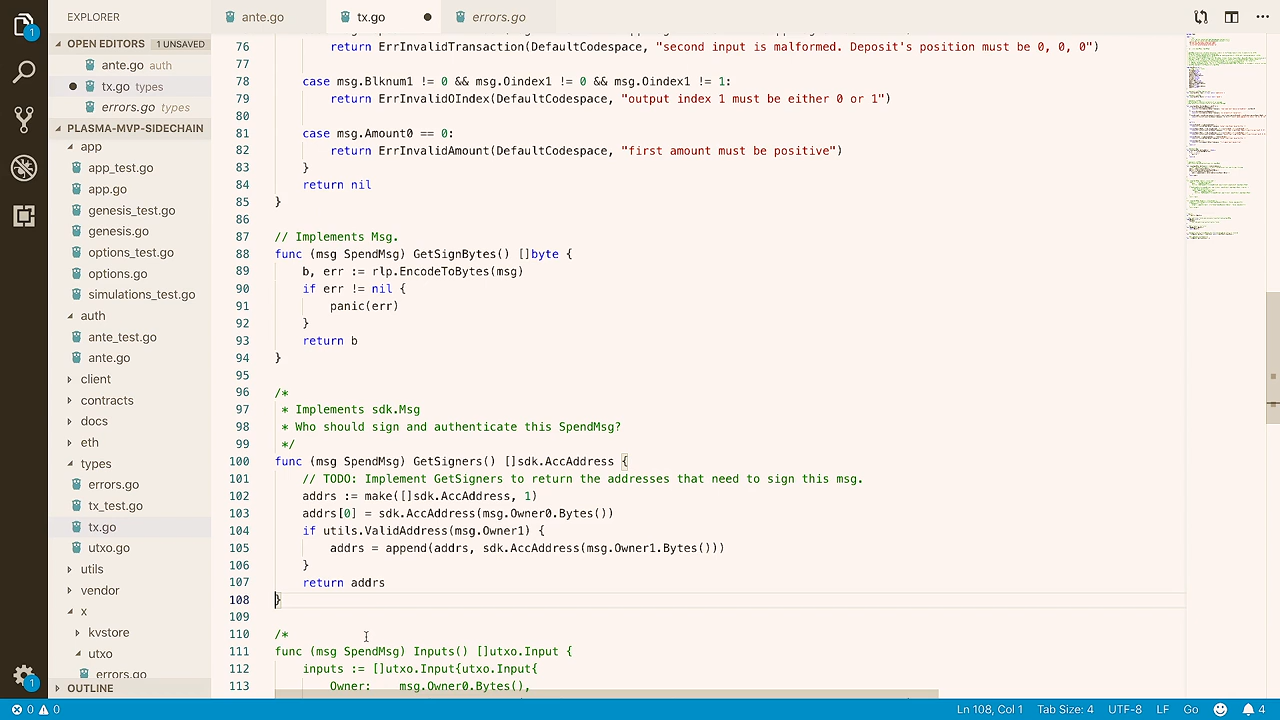 EXPLORER
ante.go
tx.go
errors.go
OPEN EDITORS 1 UNSAVED
ante.go auth
tx.go types
errors.go types
PLASMA-MVP-SIDECHAIN
app
app_test.go
app.go
genesis_test.go
genesis.go
options_test.go
options.go
simulations_test.go
auth
ante_test.go
ante.go
client
contracts
docs
eth
types
errors.go
tx_test.go
tx.go
utxo.go
utils
vendor
x
kvstore
utxo
errors.go
OUTLINE
76 return ErrInvalidTransaction(DefaultCodespace, "second input is malformed. Deposit's position must be 0, 0, 0")
77
78 case msg.Blknum1 != 0 && msg.Oindex1 != 0 && msg.Oindex1 != 1:
79 return ErrInvalidOIndex(DefaultCodespace, "output index 1 must be either 0 or 1")
80
81 case msg.Amount0 == 0:
82 return ErrInvalidAmount(DefaultCodespace, "first amount must be positive")
83 }
84 return nil
85 }
86
87 // Implements Msg.
88 func (msg SpendMsg) GetSignBytes() []byte {
89 b, err := rlp.EncodeToBytes(msg)
90 if err != nil {
91 panic(err)
92 }
93 return b
94 }
95
96 /*
97 * Implements sdk.Msg
98 * Who should sign and authenticate this SpendMsg?
99 */
100 func (msg SpendMsg) GetSigners() []sdk.AccAddress {
101 // TODO: Implement GetSigners to return the addresses that need to sign this msg.
102 addrs := make([]sdk.AccAddress, 1)
103 addrs[0] = sdk.AccAddress(msg.Owner0.Bytes())
104 if utils.ValidAddress(msg.Owner1) {
105 addrs = append(addrs, sdk.AccAddress(msg.Owner1.Bytes()))
106 }
107 return addrs
108 }
109
110 /*
111 func (msg SpendMsg) Inputs() []utxo.Input {
112 inputs := []utxo.Input{utxo.Input{
113 Owner: msg.Owner0.Bytes(),
1
1
0 0
Ln 108, Col 1 Tab Size: 4 UTF-8 LF Go 4